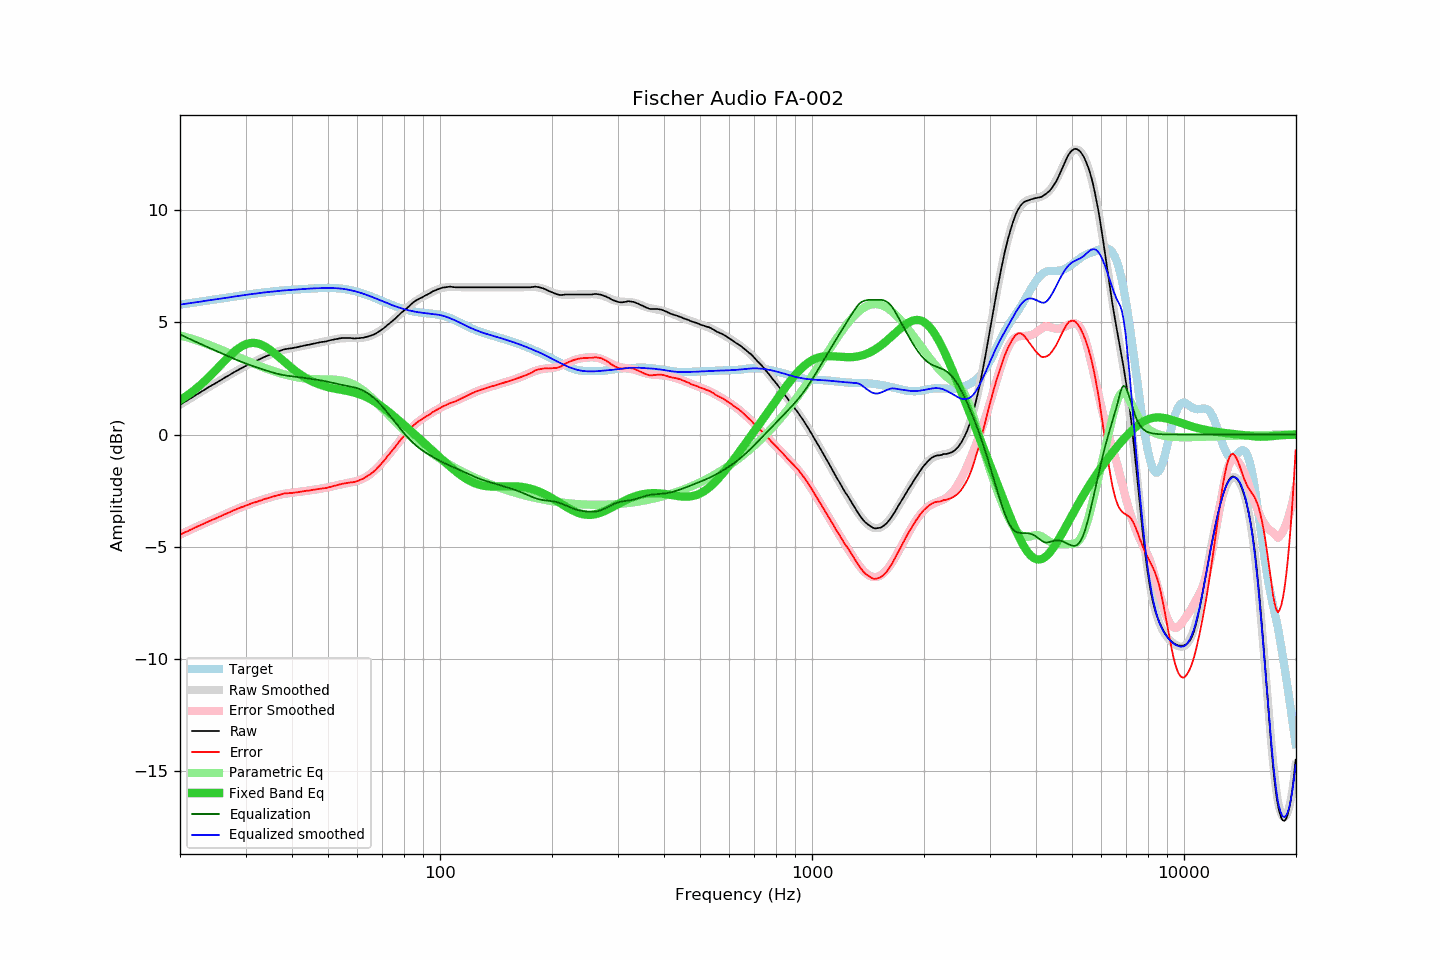 Fischer Audio FA-002
Amplitude (dBr)
10
5
0
−5
−10
−15
Target
Raw Smoothed
Error Smoothed
Raw
Error
Parametric Eq
Fixed Band Eq
Equalization
Equalized smoothed
100
1000
10000
Frequency (Hz)